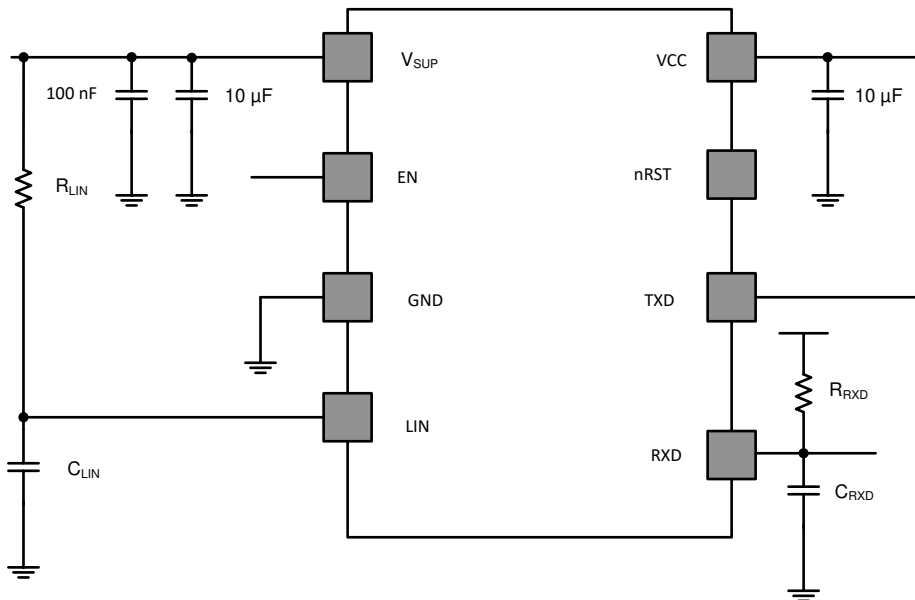 V_SUP VCC
100 nF 10 µF 10 µF
R_LIN EN nRST
GND TXD
R_RXD
LIN RXD
C_LIN C_RXD